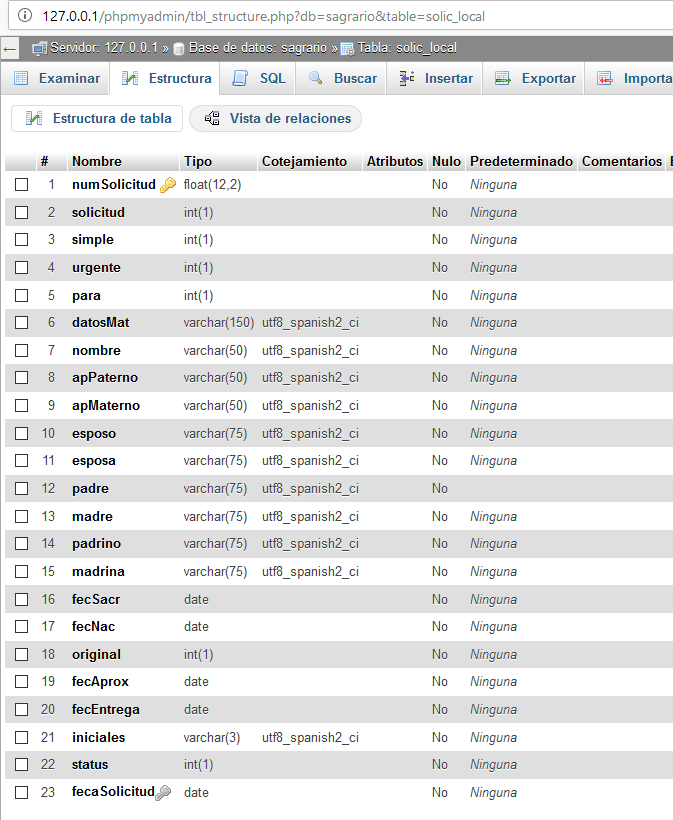 127.0.0.1/phpmyadmin/tbl_structure.php?db=sagrario&table=solic_local
Servidor: 127.0.0.1 » Base de datos: sagrario » Tabla: solic_local
Examinar Estructura SQL Buscar Insertar Exportar Importa
Estructura de tabla Vista de relaciones
# Nombre Tipo Cotejamiento Atributos Nulo Predeterminado Comentarios E
1 numSolicitud float(12,2) No Ninguna
2 solicitud int(1) No Ninguna
3 simple int(1) No Ninguna
4 urgente int(1) No Ninguna
5 para int(1) No Ninguna
6 datosMat varchar(150) utf8_spanish2_ci No Ninguna
7 nombre varchar(50) utf8_spanish2_ci No Ninguna
8 apPaterno varchar(50) utf8_spanish2_ci No Ninguna
9 apMaterno varchar(50) utf8_spanish2_ci No Ninguna
10 esposo varchar(75) utf8_spanish2_ci No Ninguna
11 esposa varchar(75) utf8_spanish2_ci No Ninguna
12 padre varchar(75) utf8_spanish2_ci No
13 madre varchar(75) utf8_spanish2_ci No Ninguna
14 padrino varchar(75) utf8_spanish2_ci No Ninguna
15 madrina varchar(75) utf8_spanish2_ci No Ninguna
16 fecSacr date No Ninguna
17 fecNac date No Ninguna
18 original int(1) No Ninguna
19 fecAprox date No Ninguna
20 fecEntrega date No Ninguna
21 iniciales varchar(3) utf8_spanish2_ci No Ninguna
22 status int(1) No Ninguna
23 fecaSolicitud date No Ninguna